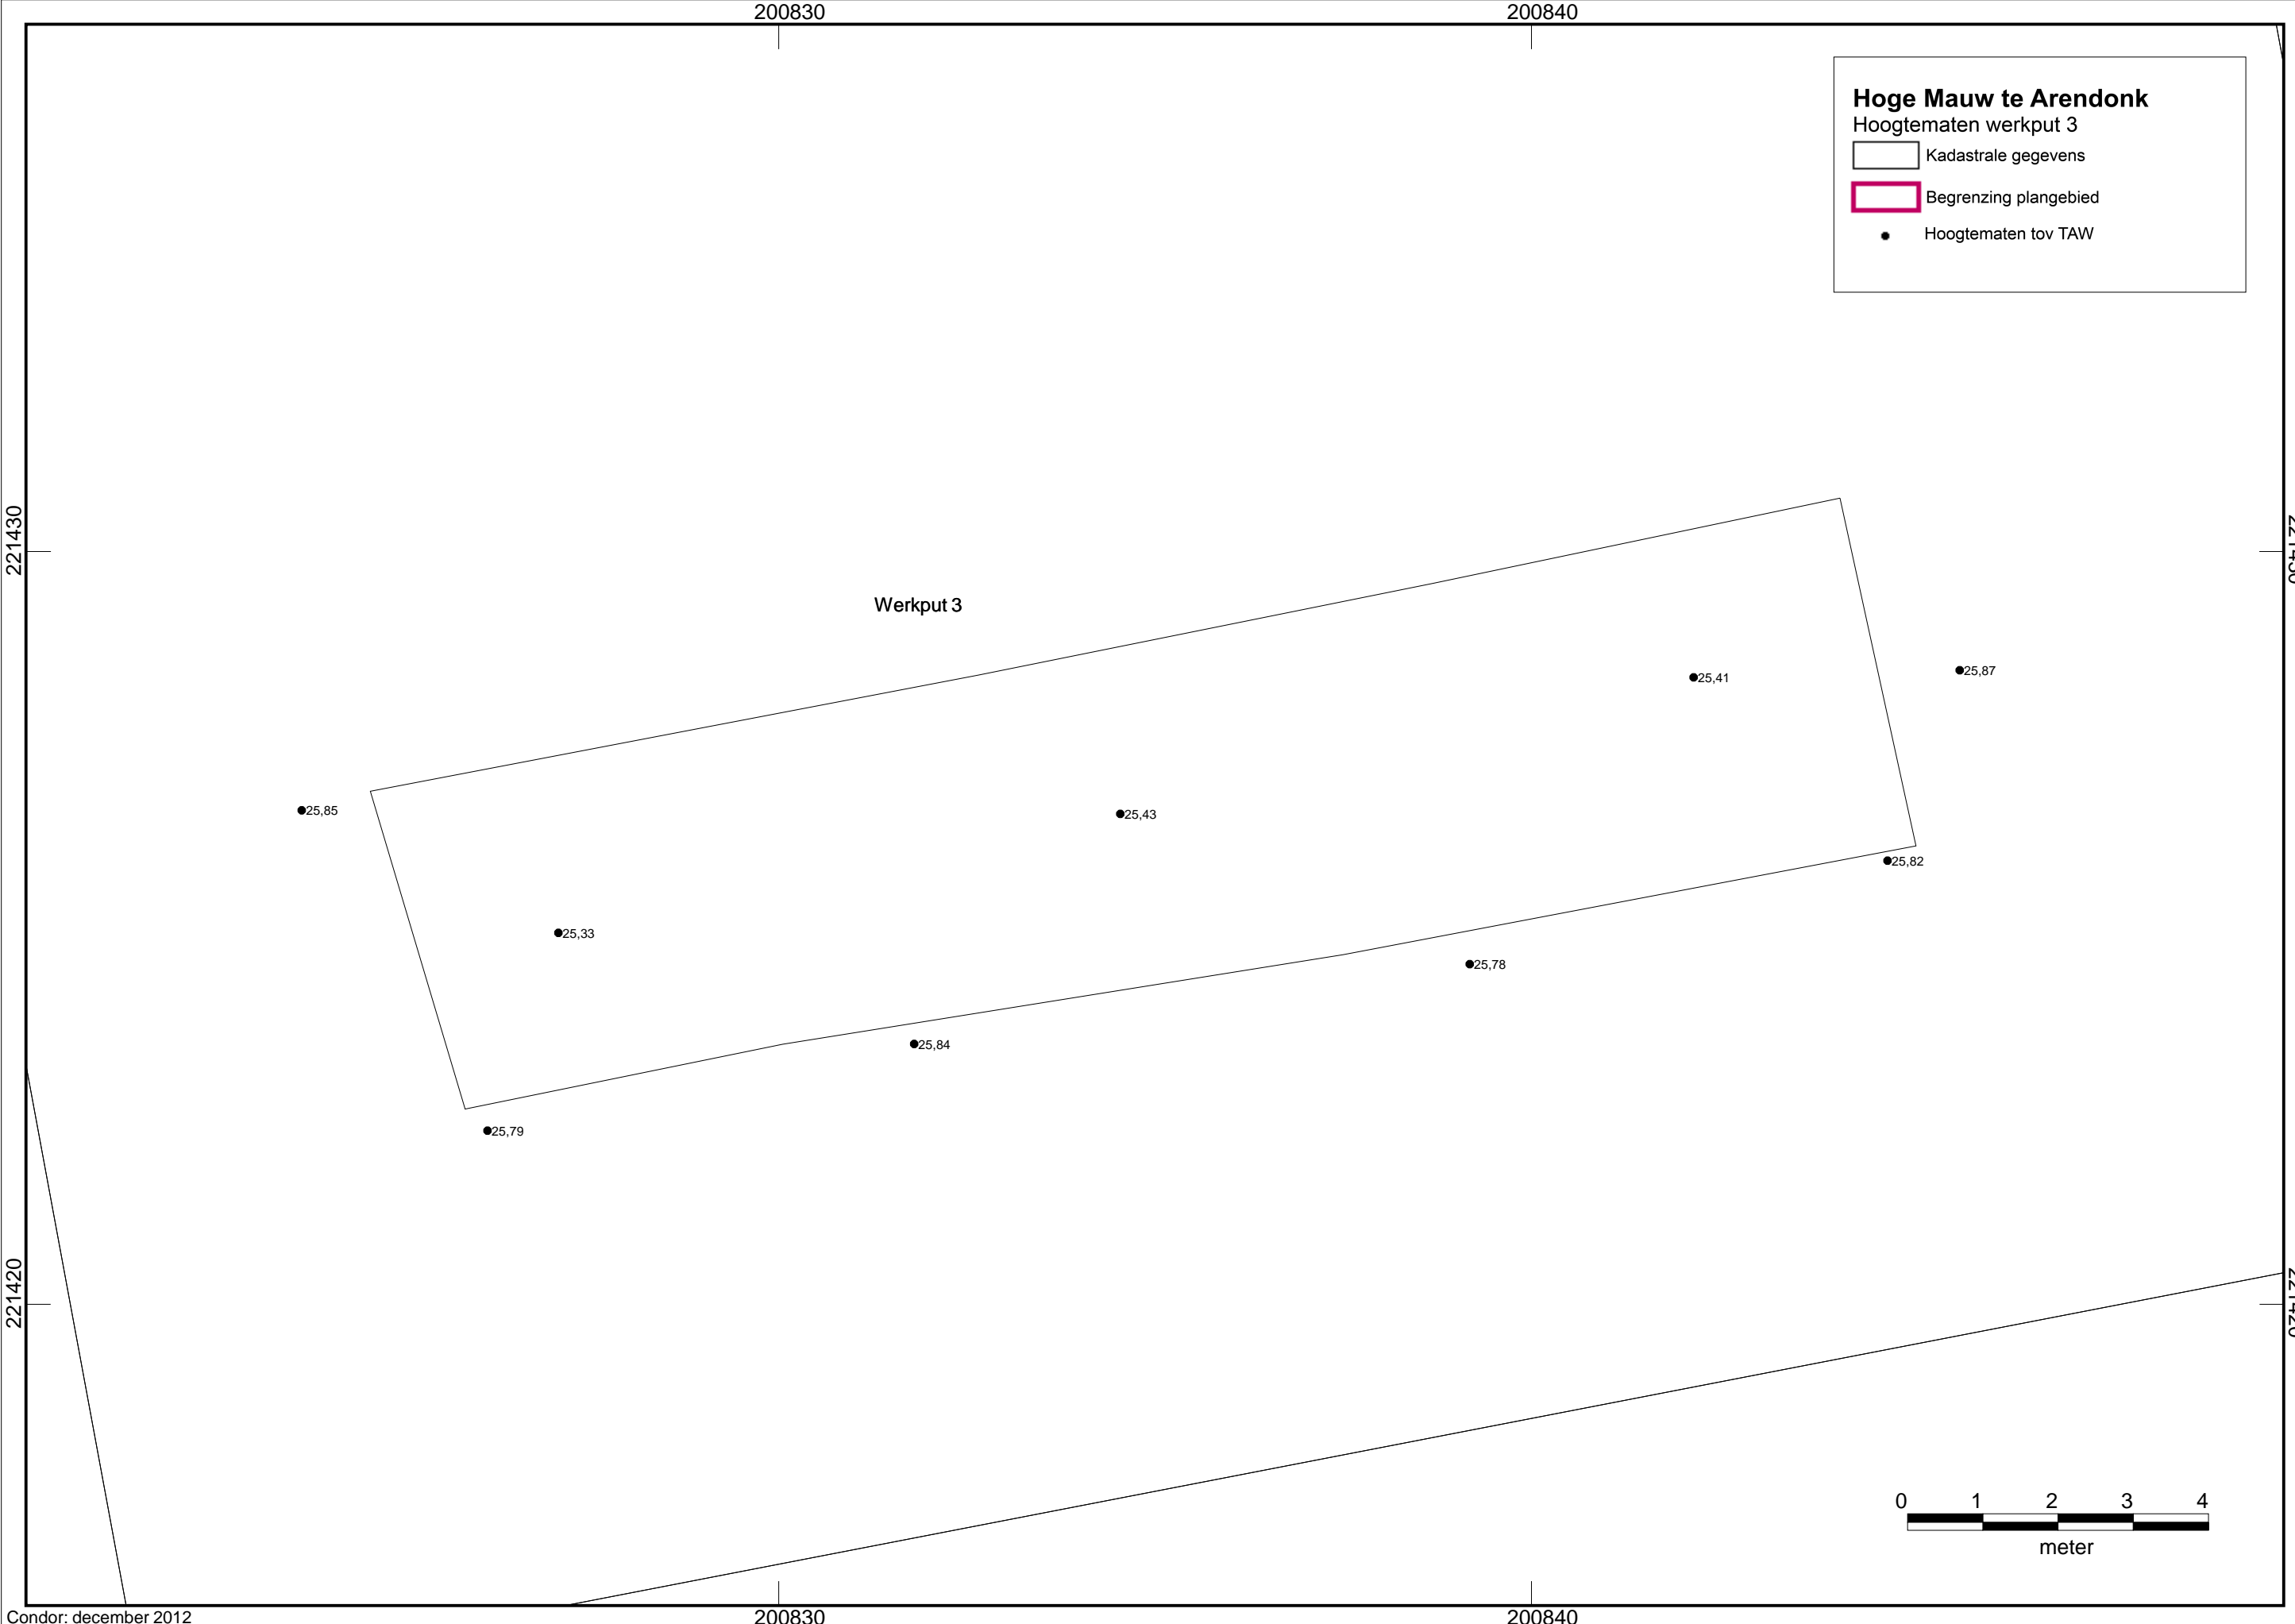 200830 200840
Hoge Mauw te Arendonk
Hoogtematen werkput 3
Kadastrale gegevens
Begrenzing plangebied
Hoogtematen tov TAW
221430
221430
Werkput 3
25,87
25,41
25,85
25,43
25,82
25,33
25,78
25,84
25,79
221420
221420
0 1 2 3 4
meter
Condor: december 2012
200830 200840